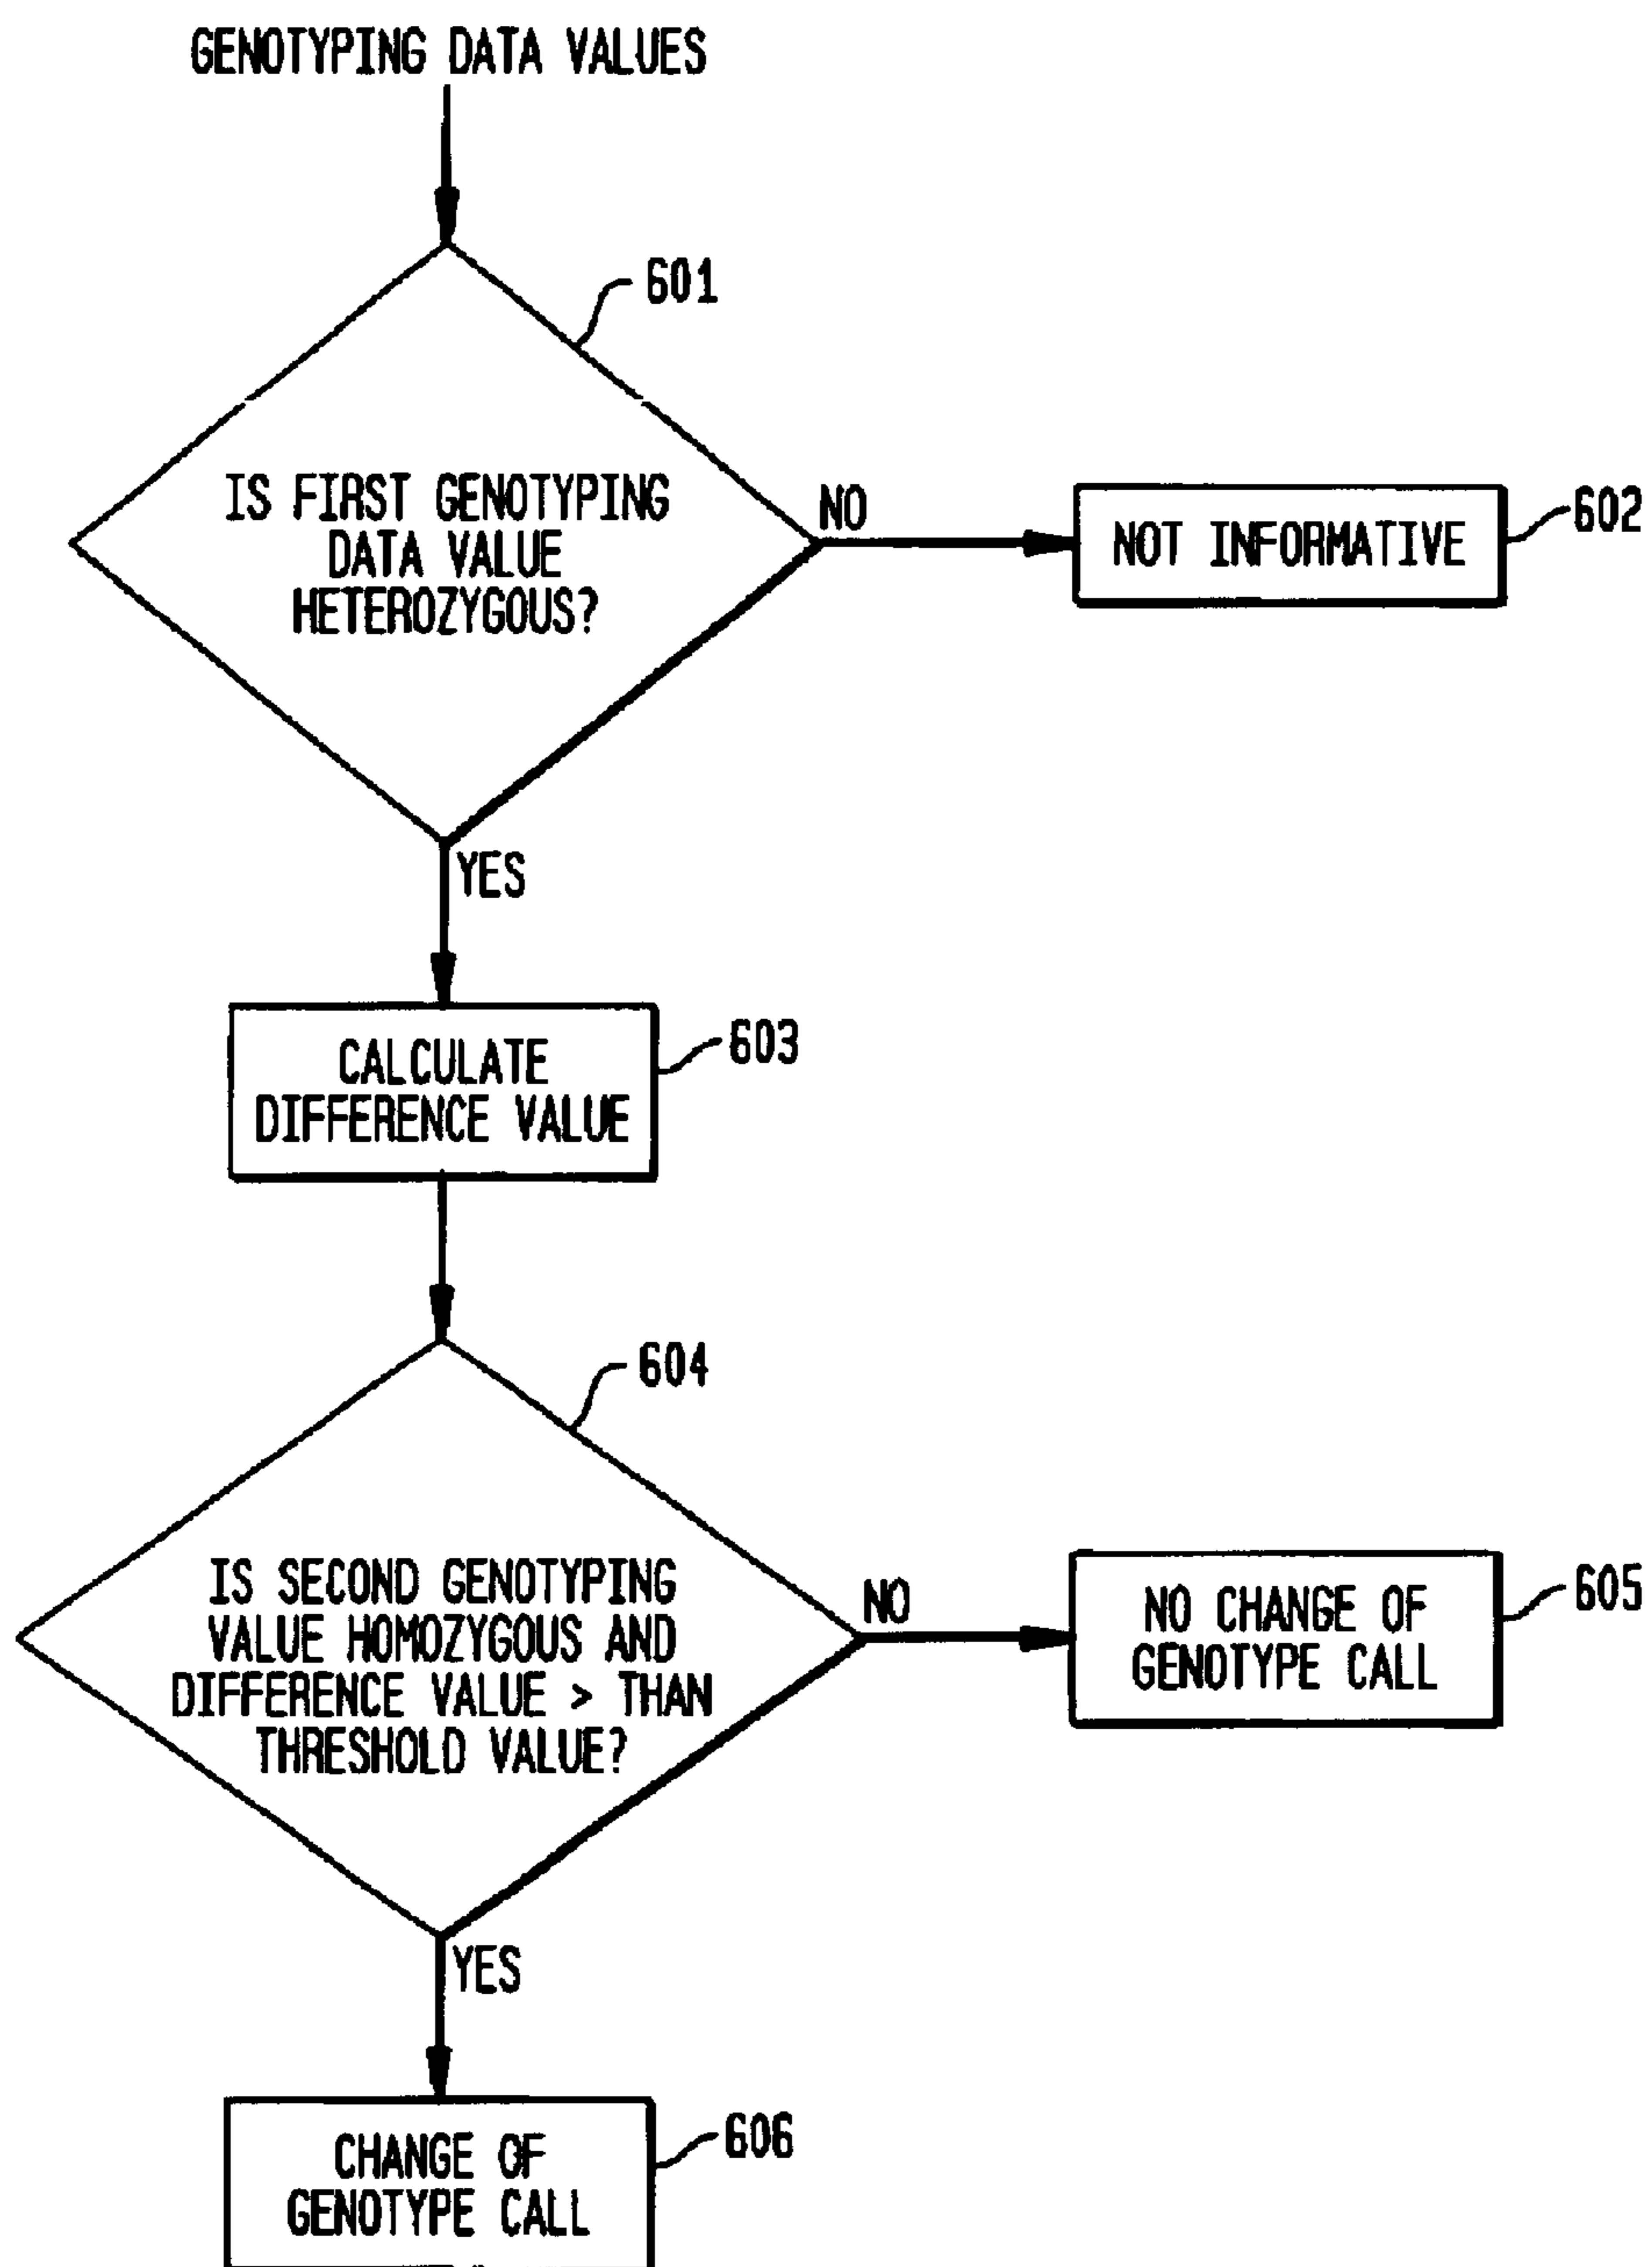 GENOTYPING DATA VALUES
601
IS FIRST GENOTYPING
DATA VALUE
HETEROZYGOUS?
NO
NOT INFORMATIVE
602
YES
CALCULATE
DIFFERENCE VALUE
603
604
IS SECOND GENOTYPING
VALUE HOMOZYGOUS AND
DIFFERENCE VALUE > THAN
THRESHOLD VALUE?
NO
NO CHANGE OF
GENOTYPE CALL
605
YES
CHANGE OF
GENOTYPE CALL
606